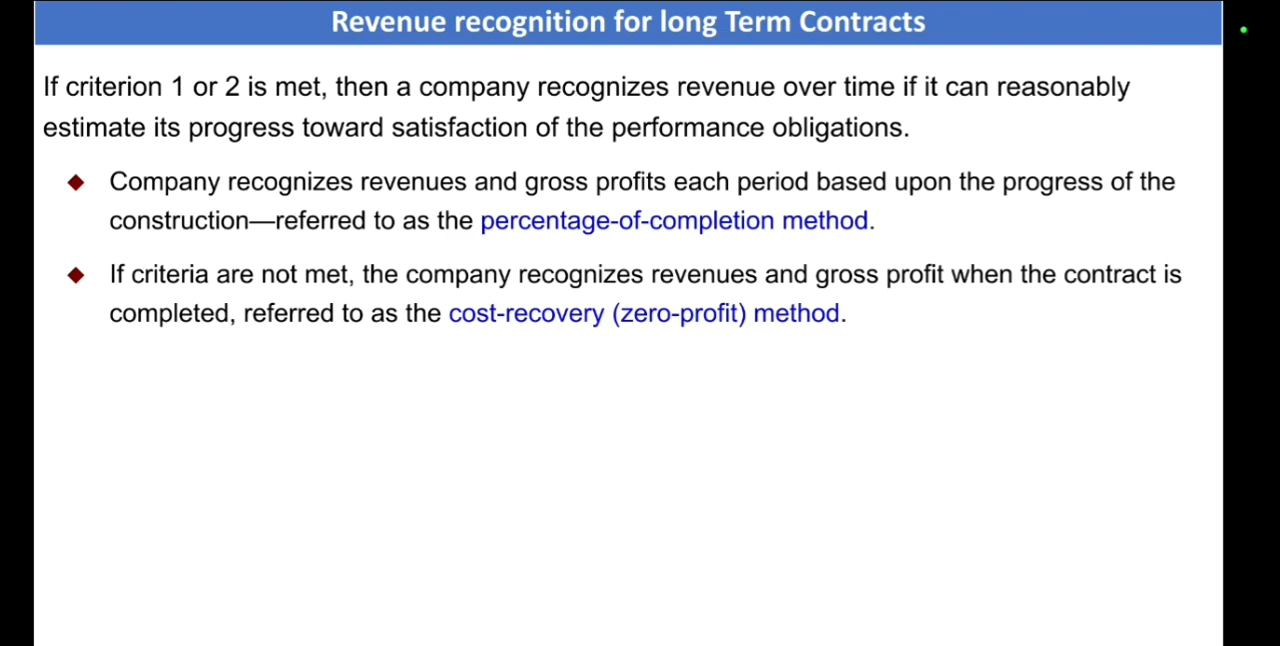 Revenue recognition for long Term Contracts
If criterion 1 or 2 is met, then a company recognizes revenue over time if it can reasonably
estimate its progress toward satisfaction of the performance obligations.
Company recognizes revenues and gross profits each period based upon the progress of the
construction—referred to as the percentage-of-completion method.
If criteria are not met, the company recognizes revenues and gross profit when the contract is
completed, referred to as the cost-recovery (zero-profit) method.